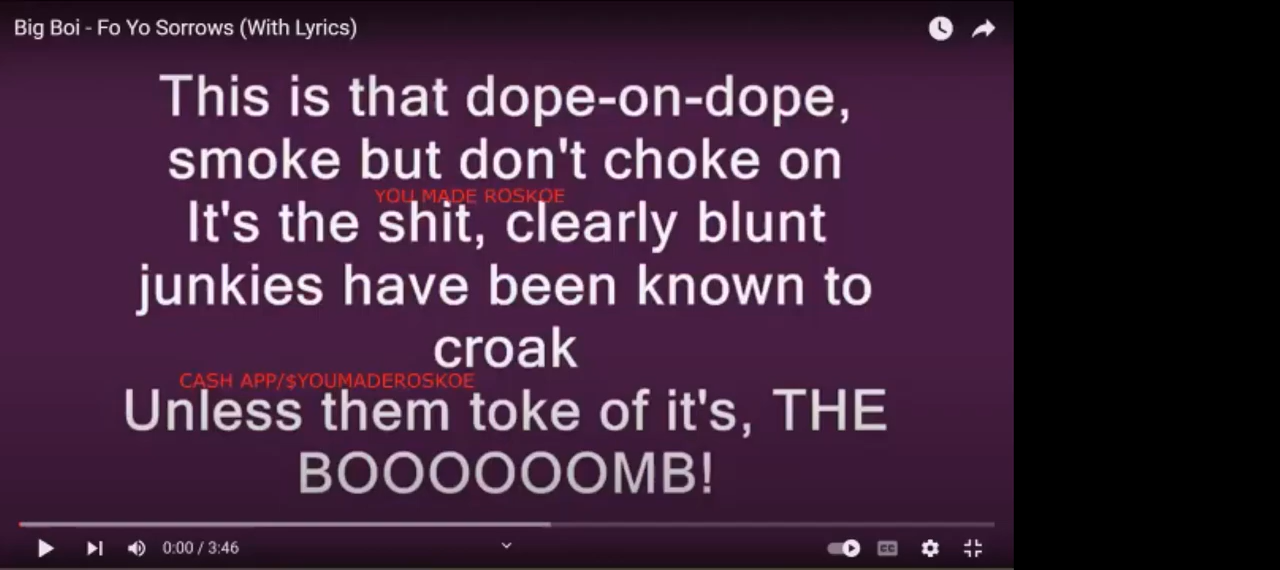 Big Boi - Fo Yo Sorrows (With Lyrics)
This is that dope-on-dope,
smoke but don't choke on
YOU MADE ROSKOE
It's the shit, clearly blunt
junkies have been known to
croak
CASH APP/$YOUMADEROSKOE
Unless them toke of it's, THE
BOOOOOOMB!
0:00 / 3:46
CC